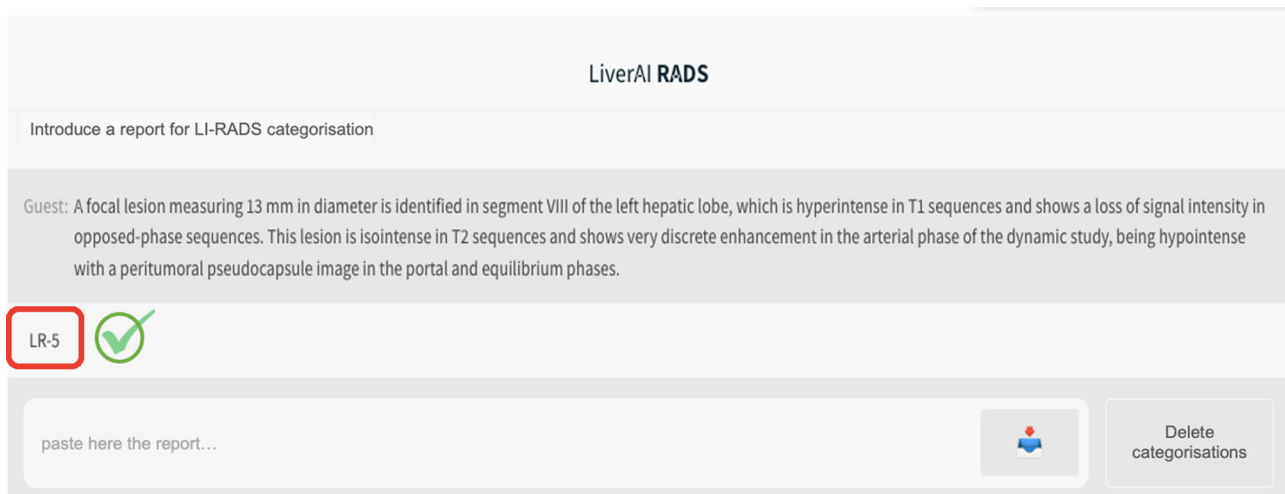 LiverAI RADS
Introduce a report for LI-RADS categorisation
Guest: A focal lesion measuring 13 mm in diameter is identified in segment VIII of the left hepatic lobe, which is hyperintense in T1 sequences and shows a loss of signal intensity in
opposed-phase sequences. This lesion is isointense in T2 sequences and shows very discrete enhancement in the arterial phase of the dynamic study, being hypointense
with a peritumoral pseudocapsule image in the portal and equilibrium phases.
LR-5
paste here the report...
Delete
categorisations